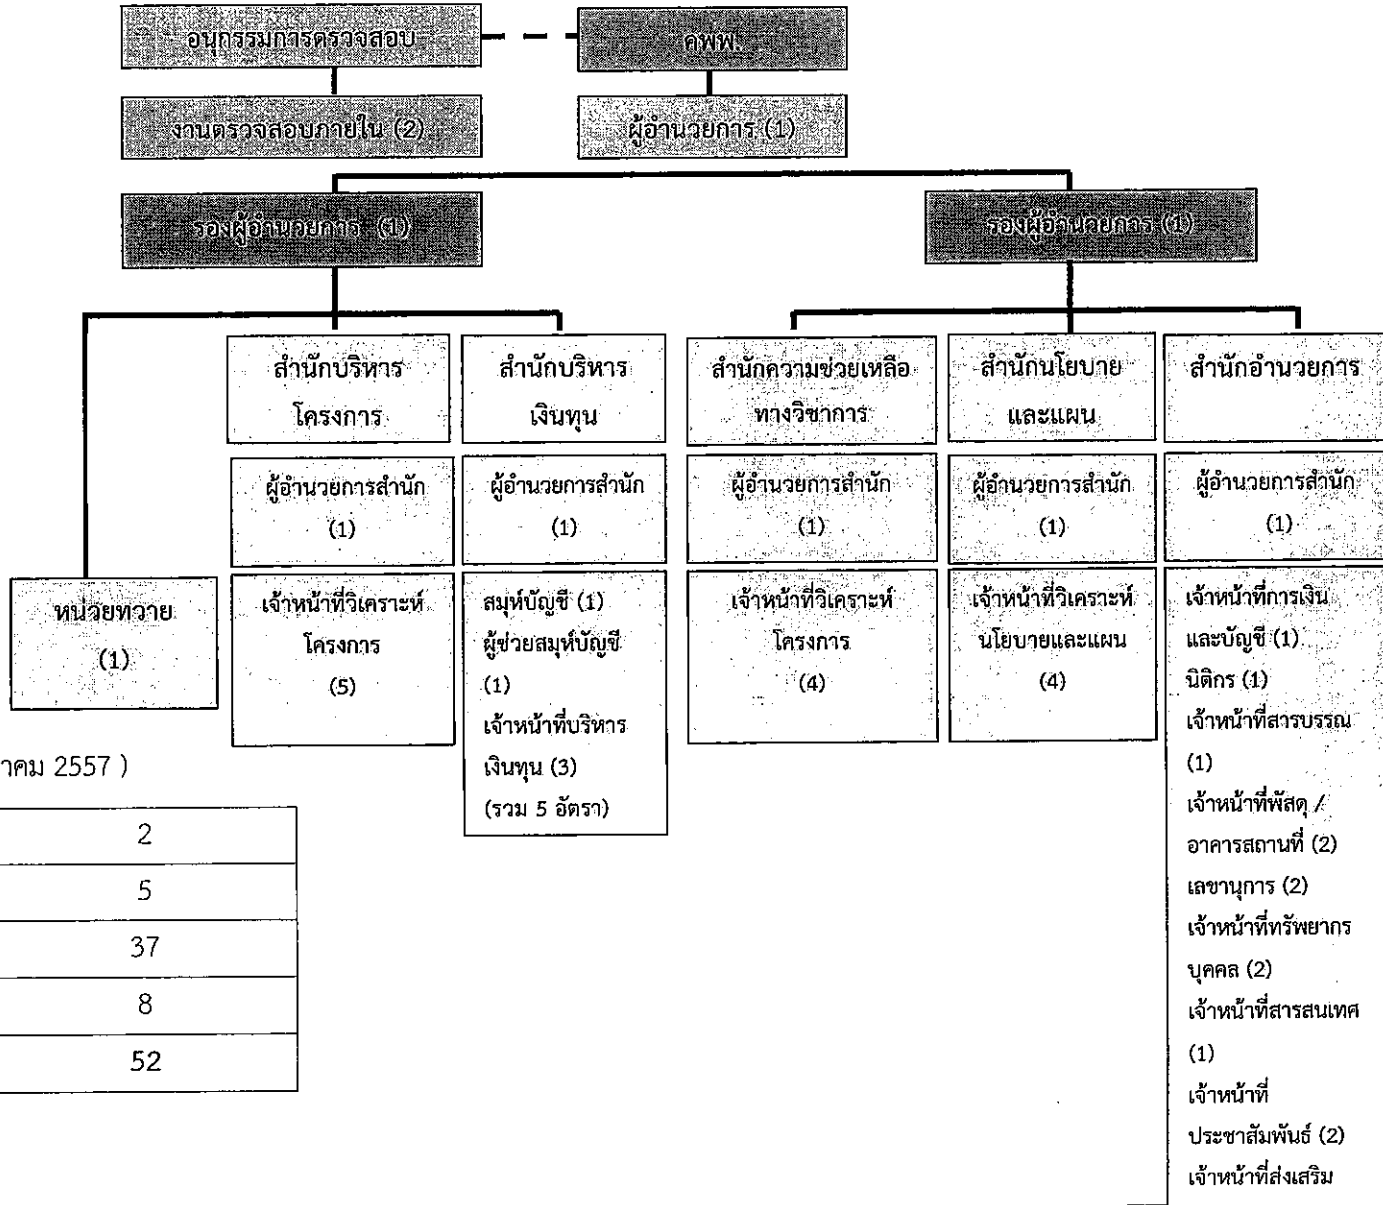 อนุกรรมการตรวจสอบ
คพพ.
งานตรวจสอบภายใน (2)
ผู้อำนวยการ (1)
รองผู้อำนวยการ (1)
รองผู้อำนวยการ (1)
สำนักบริหาร
โครงการ
สำนักบริหาร
เงินทุน
สำนักความช่วยเหลือ
ทางวิชาการ
สำนักนโยบาย
และแผน
สำนักอำนวยการ
ผู้อำนวยการสำนัก
(1)
ผู้อำนวยการสำนัก
(1)
ผู้อำนวยการสำนัก
(1)
ผู้อำนวยการสำนัก
(1)
ผู้อำนวยการสำนัก
(1)
หน่วยทวาย
(1)
เจ้าหน้าที่วิเคราะห์
โครงการ
(5)
สมุห์บัญชี (1)
ผู้ช่วยสมุห์บัญชี
(1)
เจ้าหน้าที่บริหาร
เงินทุน (3)
(รวม 5 อัตรา)
เจ้าหน้าที่วิเคราะห์
โครงการ
(4)
เจ้าหน้าที่วิเคราะห์
นโยบายและแผน
(4)
เจ้าหน้าที่การเงิน
และบัญชี (1)
นิติกร (1)
เจ้าหน้าที่สารบรรณ
(1)
เจ้าหน้าที่พัสดุ /
อาคารสถานที่ (2)
เลขานุการ (2)
เจ้าหน้าที่ทรัพยากร
บุคคล (2)
เจ้าหน้าที่สารสนเทศ
(1)
เจ้าหน้าที่
ประชาสัมพันธ์ (2)
เจ้าหน้าที่ส่งเสริม
าคม 2557 )
2
5
37
8
52